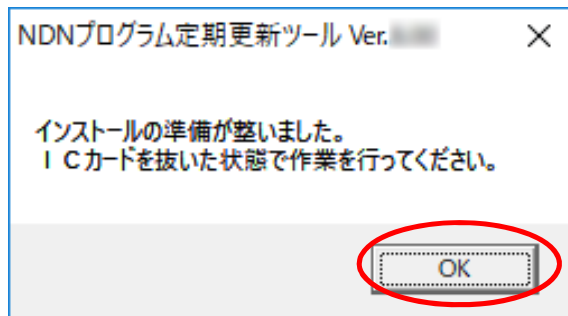 NDNプログラム定期更新ツール Ver.
インストールの準備が整いました。
ＩＣカードを抜いた状態で作業を行ってください。
OK